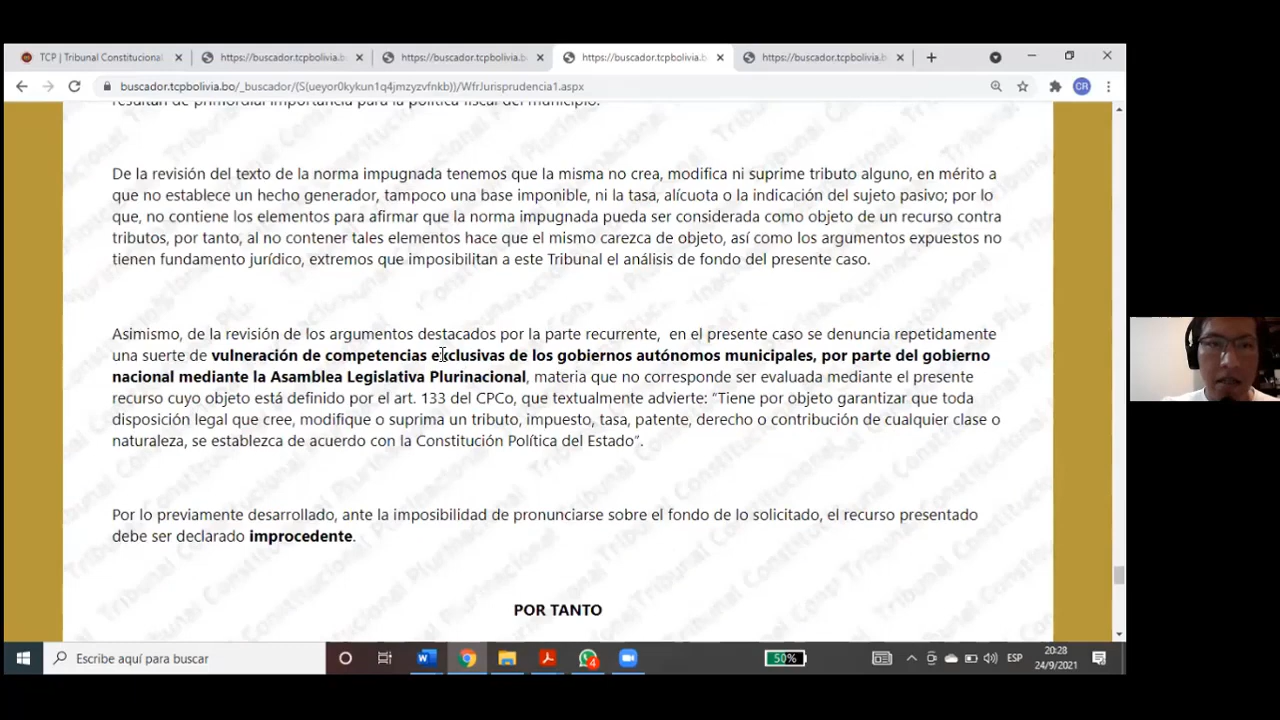 TCP | Tribunal Constitucional
https://buscador.tcpbolivia.b
https://buscador.tcpbolivia.
https://buscador.tcpbolivia.b
https://buscador.tcpbolivia.b
buscador.tcpbolivia.bo/_buscador/(S(ueyor0kykun1q4jmzyzvfnkb))/WfrJurisprudencia1.aspx
CR
resultan de primordial importancia para la política fiscal del municipio.
De la revisión del texto de la norma impugnada tenemos que la misma no crea, modifica ni suprime tributo alguno, en mérito a
que no establece un hecho generador, tampoco una base imponible, ni la tasa, alícuota o la indicación del sujeto pasivo; por lo
que, no contiene los elementos para afirmar que la norma impugnada pueda ser considerada como objeto de un recurso contra
tributos, por tanto, al no contener tales elementos hace que el mismo carezca de objeto, así como los argumentos expuestos no
tienen fundamento jurídico, extremos que imposibilitan a este Tribunal el análisis de fondo del presente caso.
Asimismo, de la revisión de los argumentos destacados por la parte recurrente, en el presente caso se denuncia repetidamente
una suerte de vulneración de competencias exclusivas de los gobiernos autónomos municipales, por parte del gobierno
nacional mediante la Asamblea Legislativa Plurinacional, materia que no corresponde ser evaluada mediante el presente
recurso cuyo objeto está definido por el art. 133 del CPCo, que textualmente advierte: “Tiene por objeto garantizar que toda
disposición legal que cree, modifique o suprima un tributo, impuesto, tasa, patente, derecho o contribución de cualquier clase o
naturaleza, se establezca de acuerdo con la Constitución Política del Estado”.
Por lo previamente desarrollado, ante la imposibilidad de pronunciarse sobre el fondo de lo solicitado, el recurso presentado
debe ser declarado improcedente.
POR TANTO
Escribe aquí para buscar
4
50%
ESP
20:28
24/9/2021